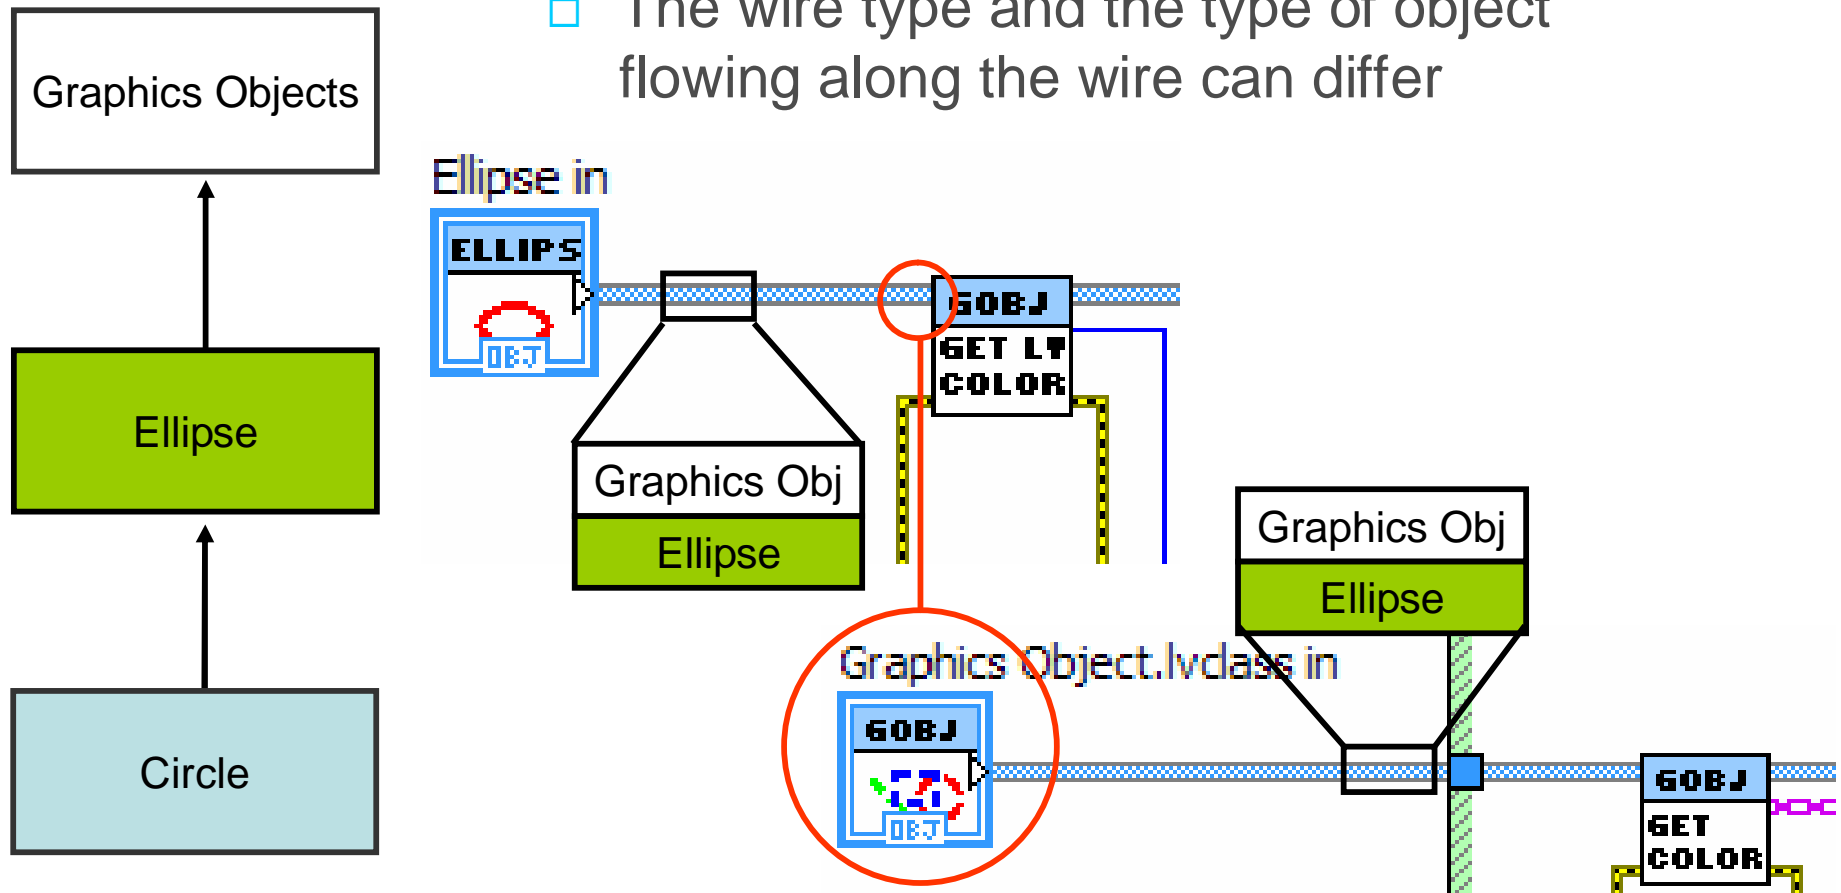 The wire type and the type of object
flowing along the wire can differ
Graphics Objects
Ellipse
Circle
Ellipse in
ELLIPS
OBJ
GOBJ
GET LT
COLOR
Graphics Obj
Ellipse
Graphics Obj
Ellipse
Graphics Object.lvclass in
GOBJ
OBJ
GOBJ
GET
COLOR